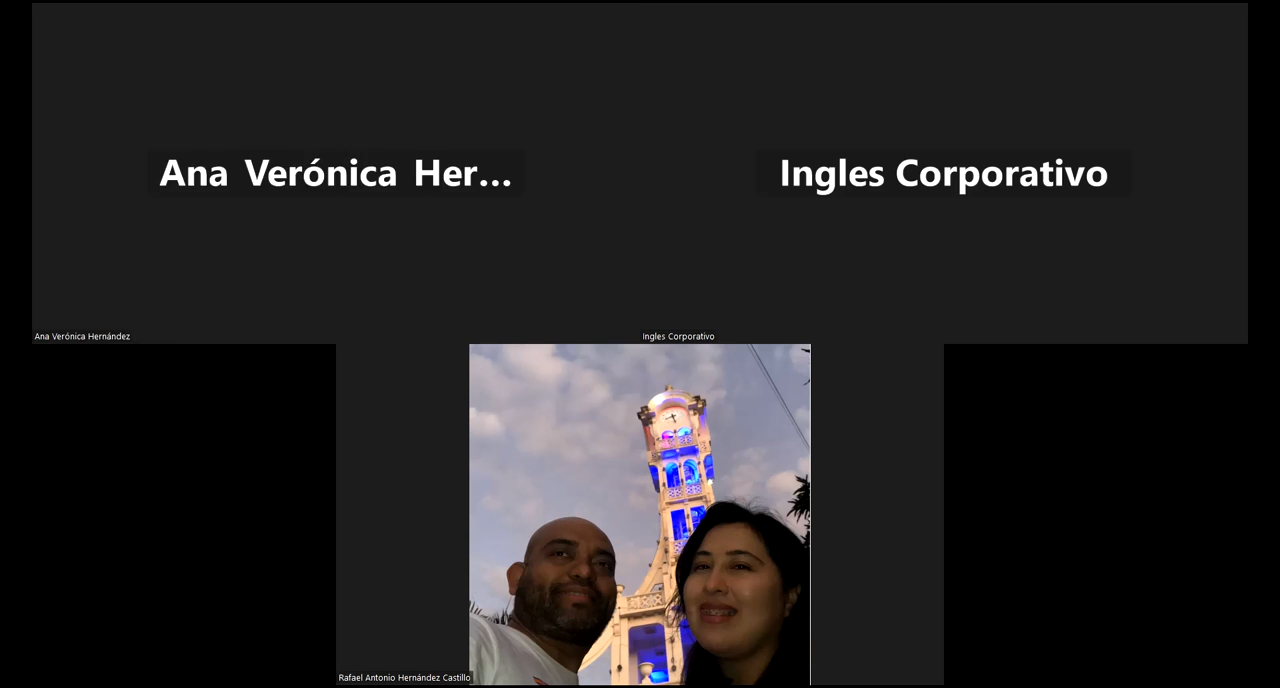 Ana Verónica Her...
Ingles Corporativo
Ana Verónica Hernández
Ingles Corporativo
Rafael Antonio Hernández Castillo